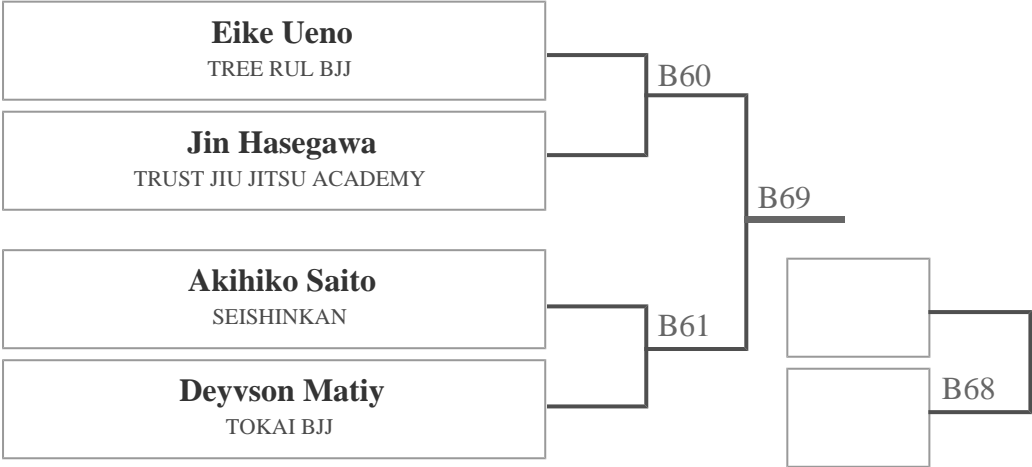 Eike Ueno
TREE RUL BJJ
B60
Jin Hasegawa
TRUST JIU JITSU ACADEMY
B69
Akihiko Saito
SEISHINKAN
B61
Deyvson Matiy
TOKAI BJJ
B68